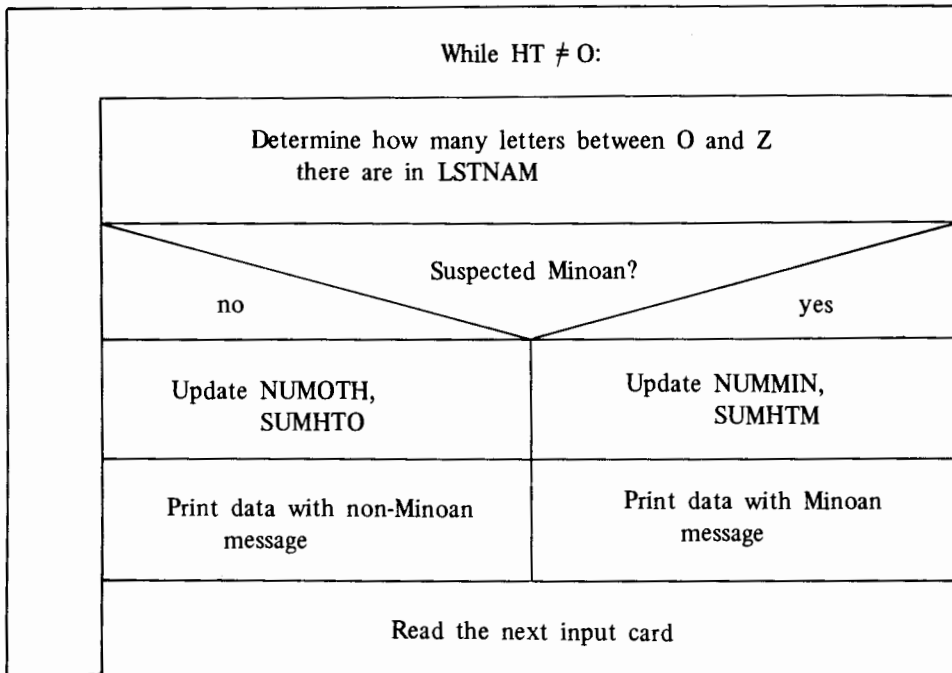 While HT ≠ O:
Determine how many letters between O and Z
there are in LSTNAM
Suspected Minoan?
no
yes
Update NUMOTH,
SUMHTO
Update NUMMIN,
SUMHTM
Print data with non-Minoan
message
Print data with Minoan
message
Read the next input card